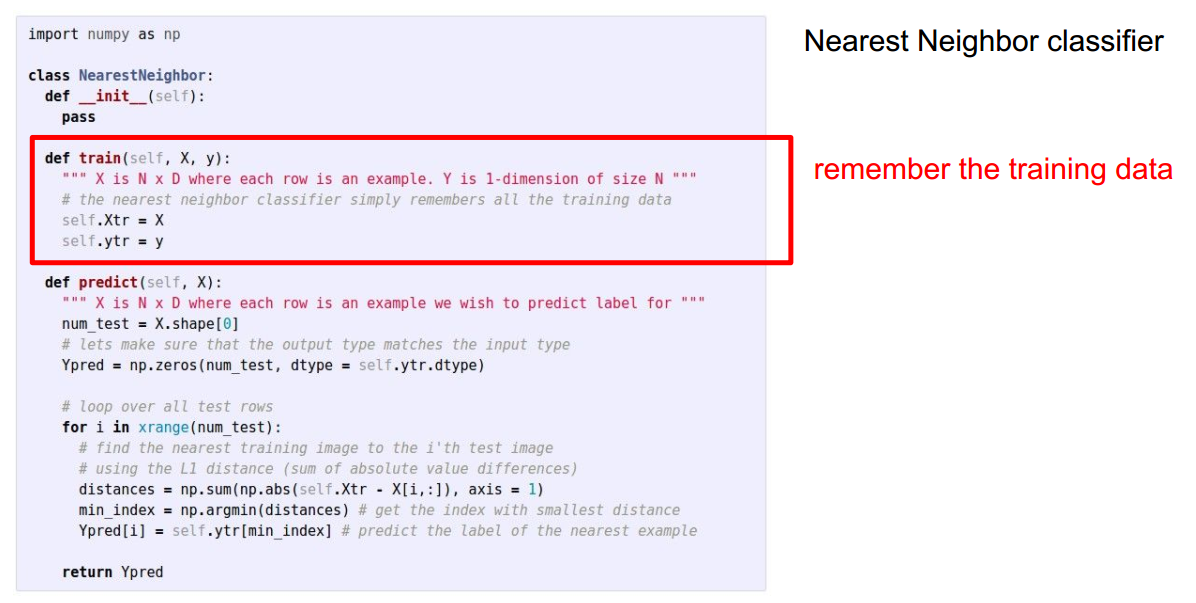 import numpy as np
Nearest Neighbor classifier
class NearestNeighbor:
  def __init__(self):
    pass
  def train(self, X, y):
remember the training data
    """ X is N x D where each row is an example. Y is 1-dimension of size N """
    # the nearest neighbor classifier simply remembers all the training data
    self.Xtr = X
    self.ytr = y
  def predict(self, X):
    """ X is N x D where each row is an example we wish to predict label for """
    num_test = X.shape[0]
    # lets make sure that the output type matches the input type
    Ypred = np.zeros(num_test, dtype = self.ytr.dtype)
    # loop over all test rows
    for i in xrange(num_test):
      # find the nearest training image to the i'th test image
      # using the L1 distance (sum of absolute value differences)
      distances = np.sum(np.abs(self.Xtr - X[i,:]), axis = 1)
      min_index = np.argmin(distances) # get the index with smallest distance
      Ypred[i] = self.ytr[min_index] # predict the label of the nearest example
    return Ypred